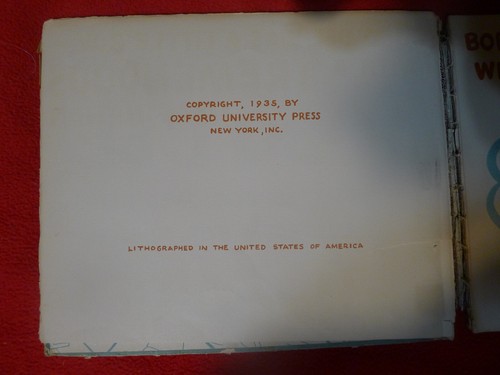 COPYRIGHT, 1935, BY
OXFORD UNIVERSITY PRESS
NEW YORK, INC.
LITHOGRAPHED IN THE UNITED STATES OF AMERICA